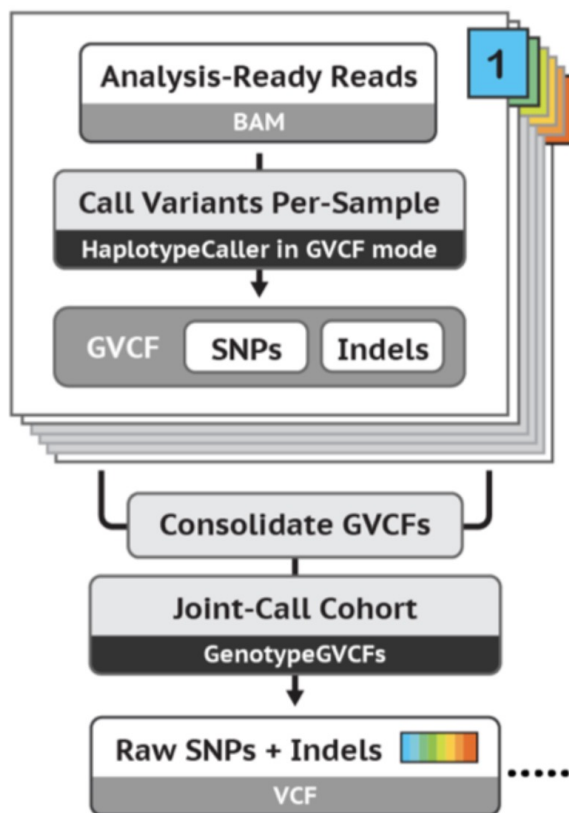 1
Analysis-Ready Reads
BAM
Call Variants Per-Sample
HaplotypeCaller in GVCF mode
GVCF SNPs Indels
Consolidate GVCFs
Joint-Call Cohort
GenotypeGVCFs
Raw SNPs + Indels
VCF